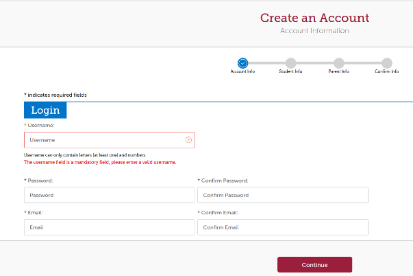 Create an Account
Account Information
Account Info
Student Info
Parent Info
Confirm Info
* indicates required fields
Login
* Username:
Username
Username can only contain letters (at least one) and numbers
The username field is a mandatory field, please enter a valid username.
* Password:
* Confirm Password:
Password
Confirm Password
* Email:
* Confirm Email:
Email
Confirm Email
Continue